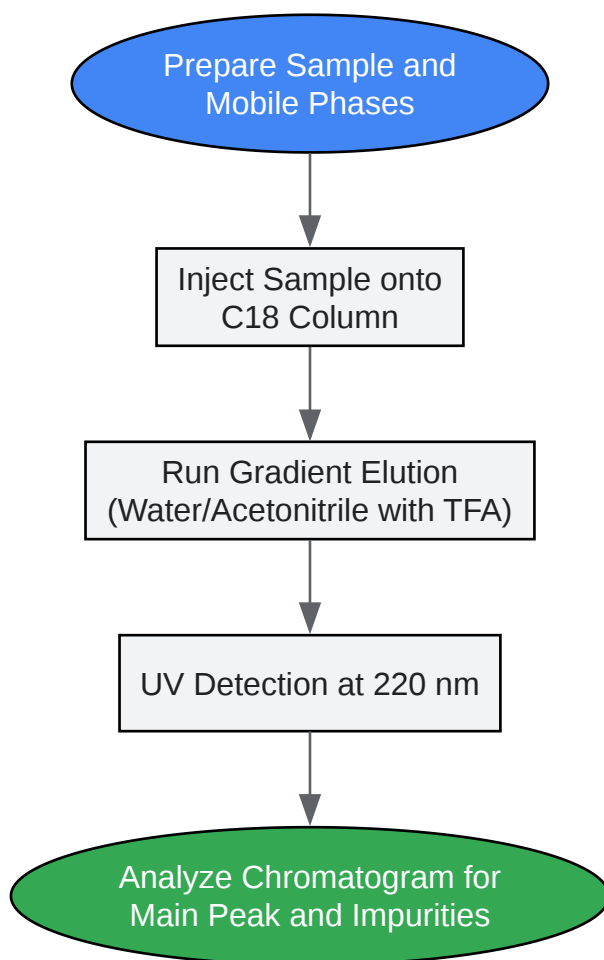 Prepare Sample and
Mobile Phases
Inject Sample onto
C18 Column
Run Gradient Elution
(Water/Acetonitrile with TFA)
UV Detection at 220 nm
Analyze Chromatogram for
Main Peak and Impurities